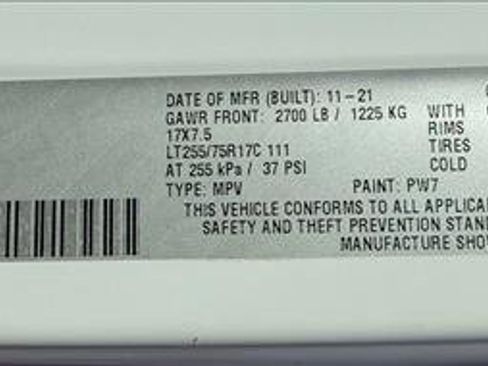 DATE OF MFR (BUILT): 11-21
GAWR FRONT: 2700 LB / 1225 KG WITH
17X7.5 RIMS
LT255/75R17C 111 TIRES
AT 255 kPa / 37 PSI COLD
TYPE: MPV PAINT: PW7
THIS VEHICLE CONFORMS TO ALL APPLICA
SAFETY AND THEFT PREVENTION STAN
MANUFACTURE SHO